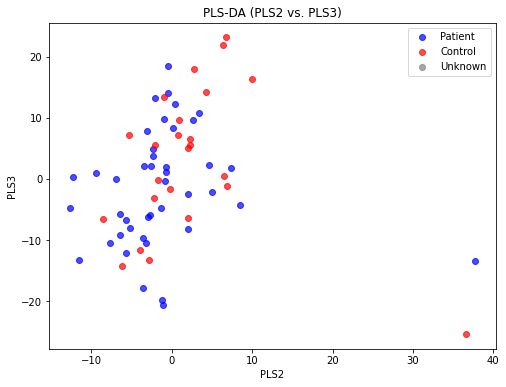 PLS-DA (PLS2 vs. PLS3)
Patient
Control
Unknown
20
10
0
−10
−20
PLS3
−10
0
10
20
30
40
PLS2